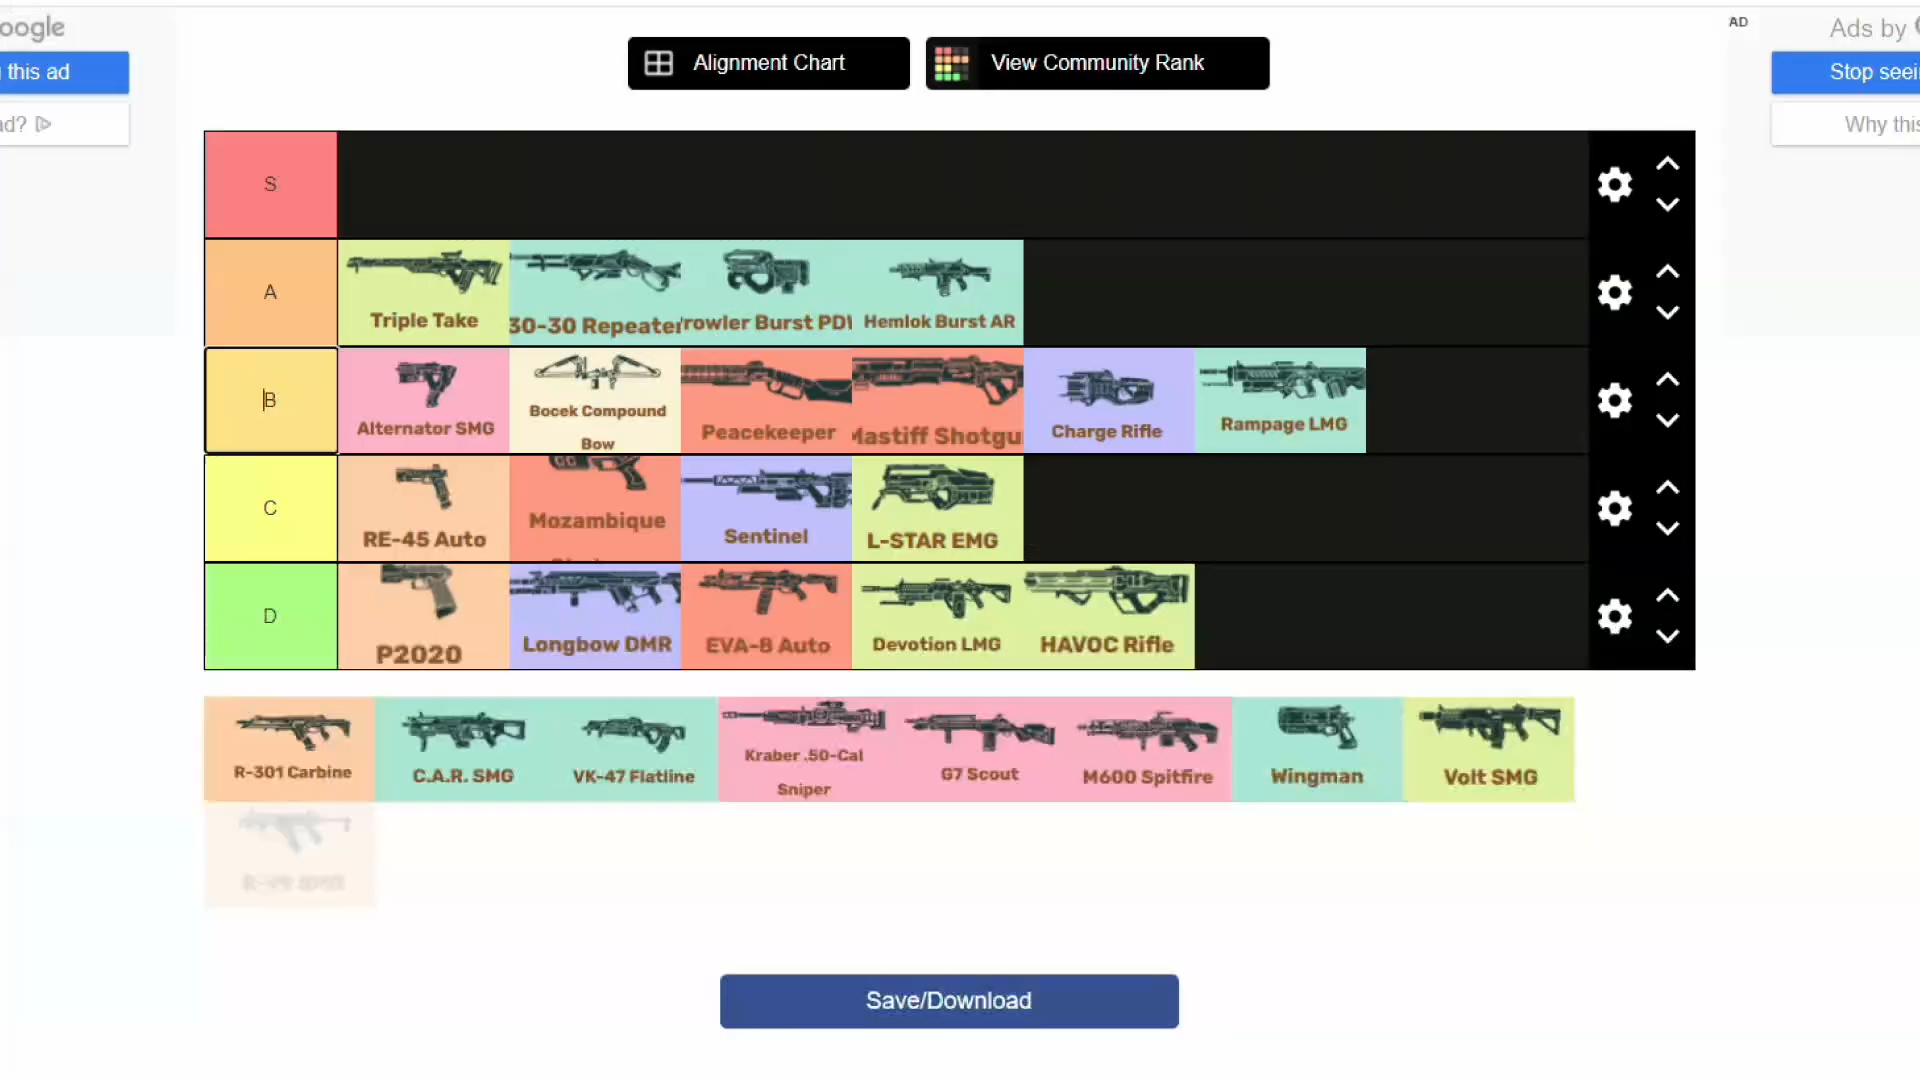 oogle
AD
Ads by
this ad
Alignment Chart
View Community Rank
Stop seei
ad?
Why this
S
A
Triple Take
30-30 Repeater
rowler Burst PD
Hemlok Burst AR
B
Alternator SMG
Bocek Compound
Bow
Peacekeeper
Mastiff Shotgu
Charge Rifle
Rampage LMG
C
RE-45 Auto
Mozambique
Sentinel
L-STAR EMG
D
P2020
Longbow DMR
EVA-8 Auto
Devotion LMG
HAVOC Rifle
R-301 Carbine
C.A.R. SMG
VK-47 Flatline
Kraber .50-Cal
Sniper
G7 Scout
M600 Spitfire
Wingman
Volt SMG
Save/Download